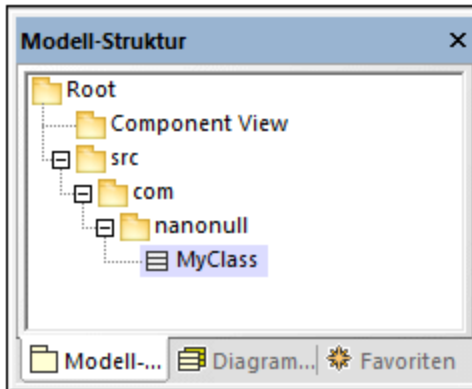 Modell-Struktur
Root
Component View
src
com
nanonull
MyClass
Modell-... Diagram... Favoriten